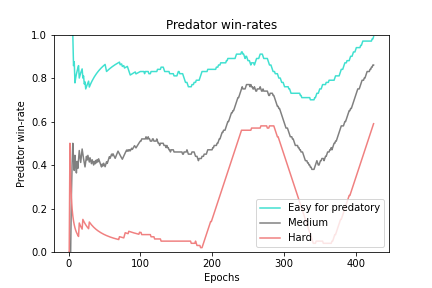 Predator win-rates
Predator win-rate
1.0
0.8
0.6
0.4
0.2
0.0
0
100
200
300
400
Epochs
Easy for predatory
Medium
Hard